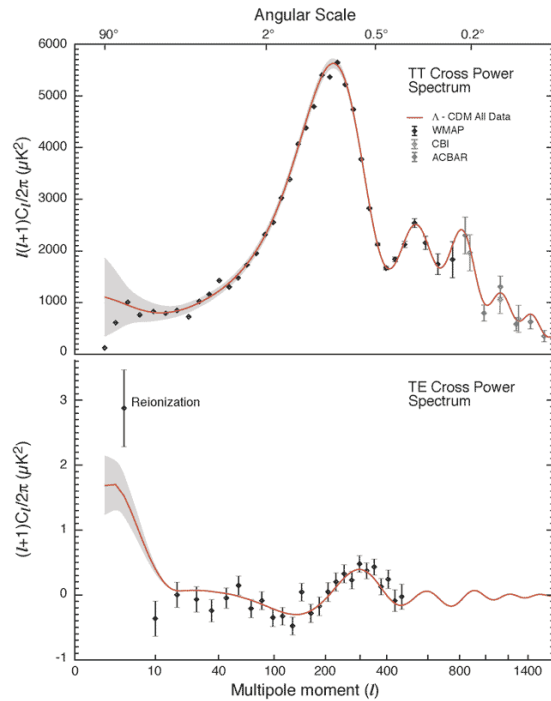 Angular Scale
90° 2° 0.5° 0.2°
6000
5000
4000
3000
2000
1000
0
l(l+1)Cl/2π (μK²)
TT Cross Power
Spectrum
Λ - CDM All Data
WMAP
CBI
ACBAR
TE Cross Power
Spectrum
Reionization
3
2
1
0
-1
(l+1)Cl/2π (μK²)
0 10 40 100 200 400 800 1400
Multipole moment (l)